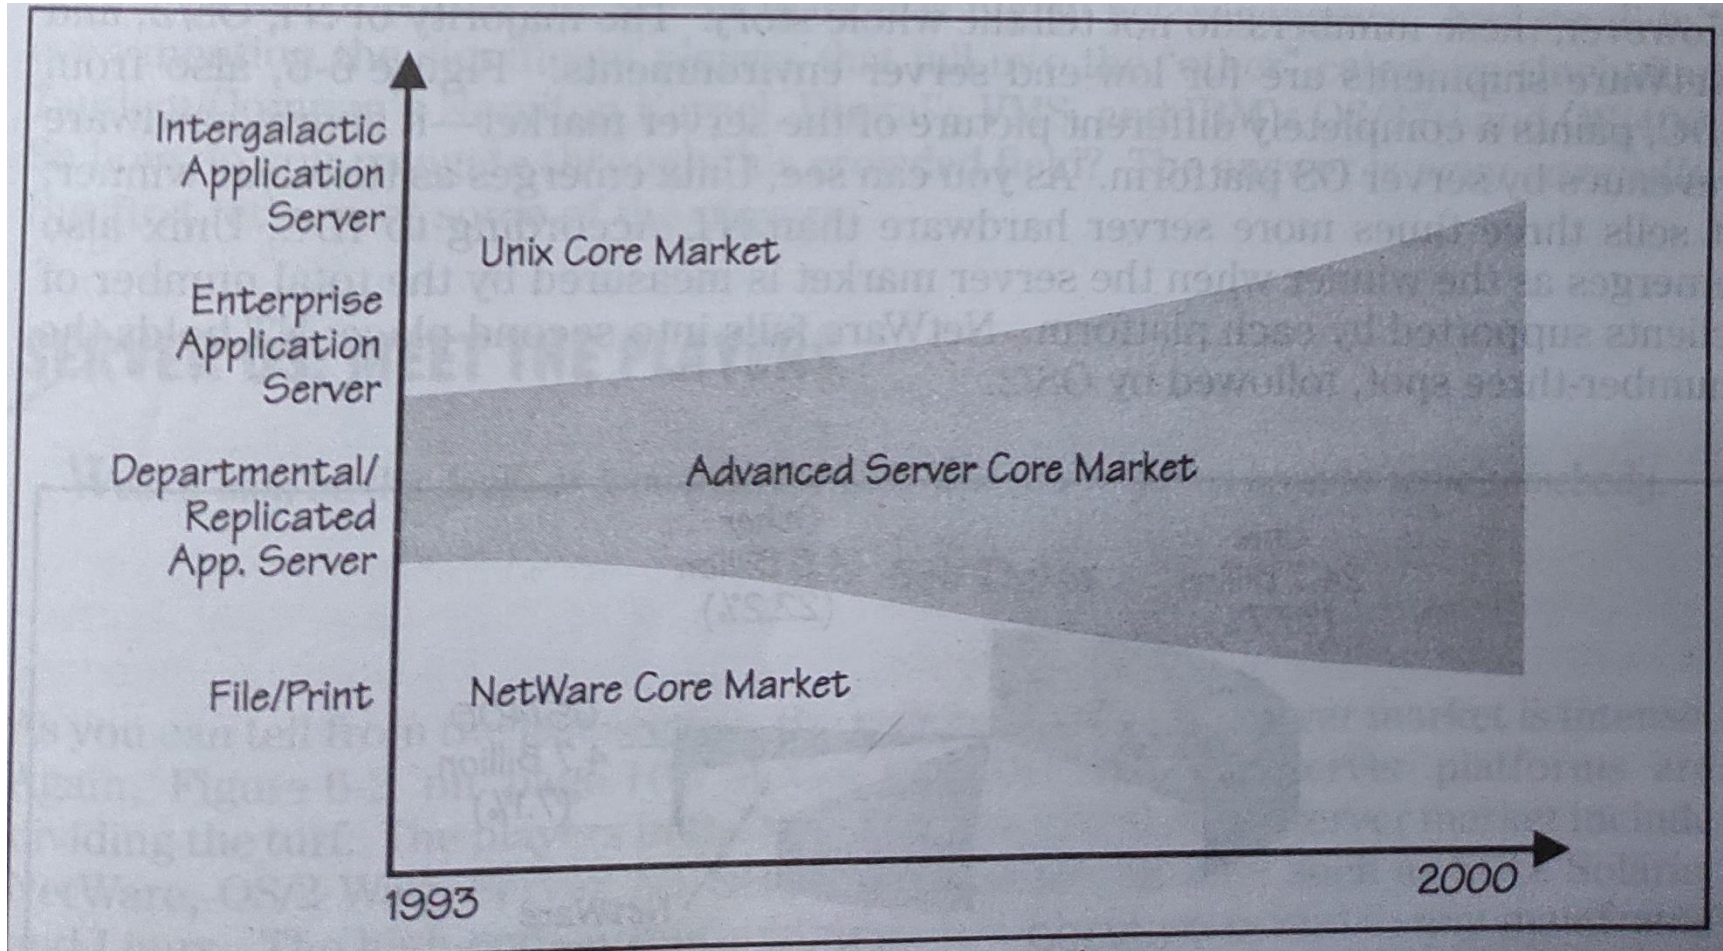 Intergalactic
Application
Server
Unix Core Market
Enterprise
Application
Server
Departmental/
Replicated
App. Server
Advanced Server Core Market
File/Print
NetWare Core Market
1993
2000